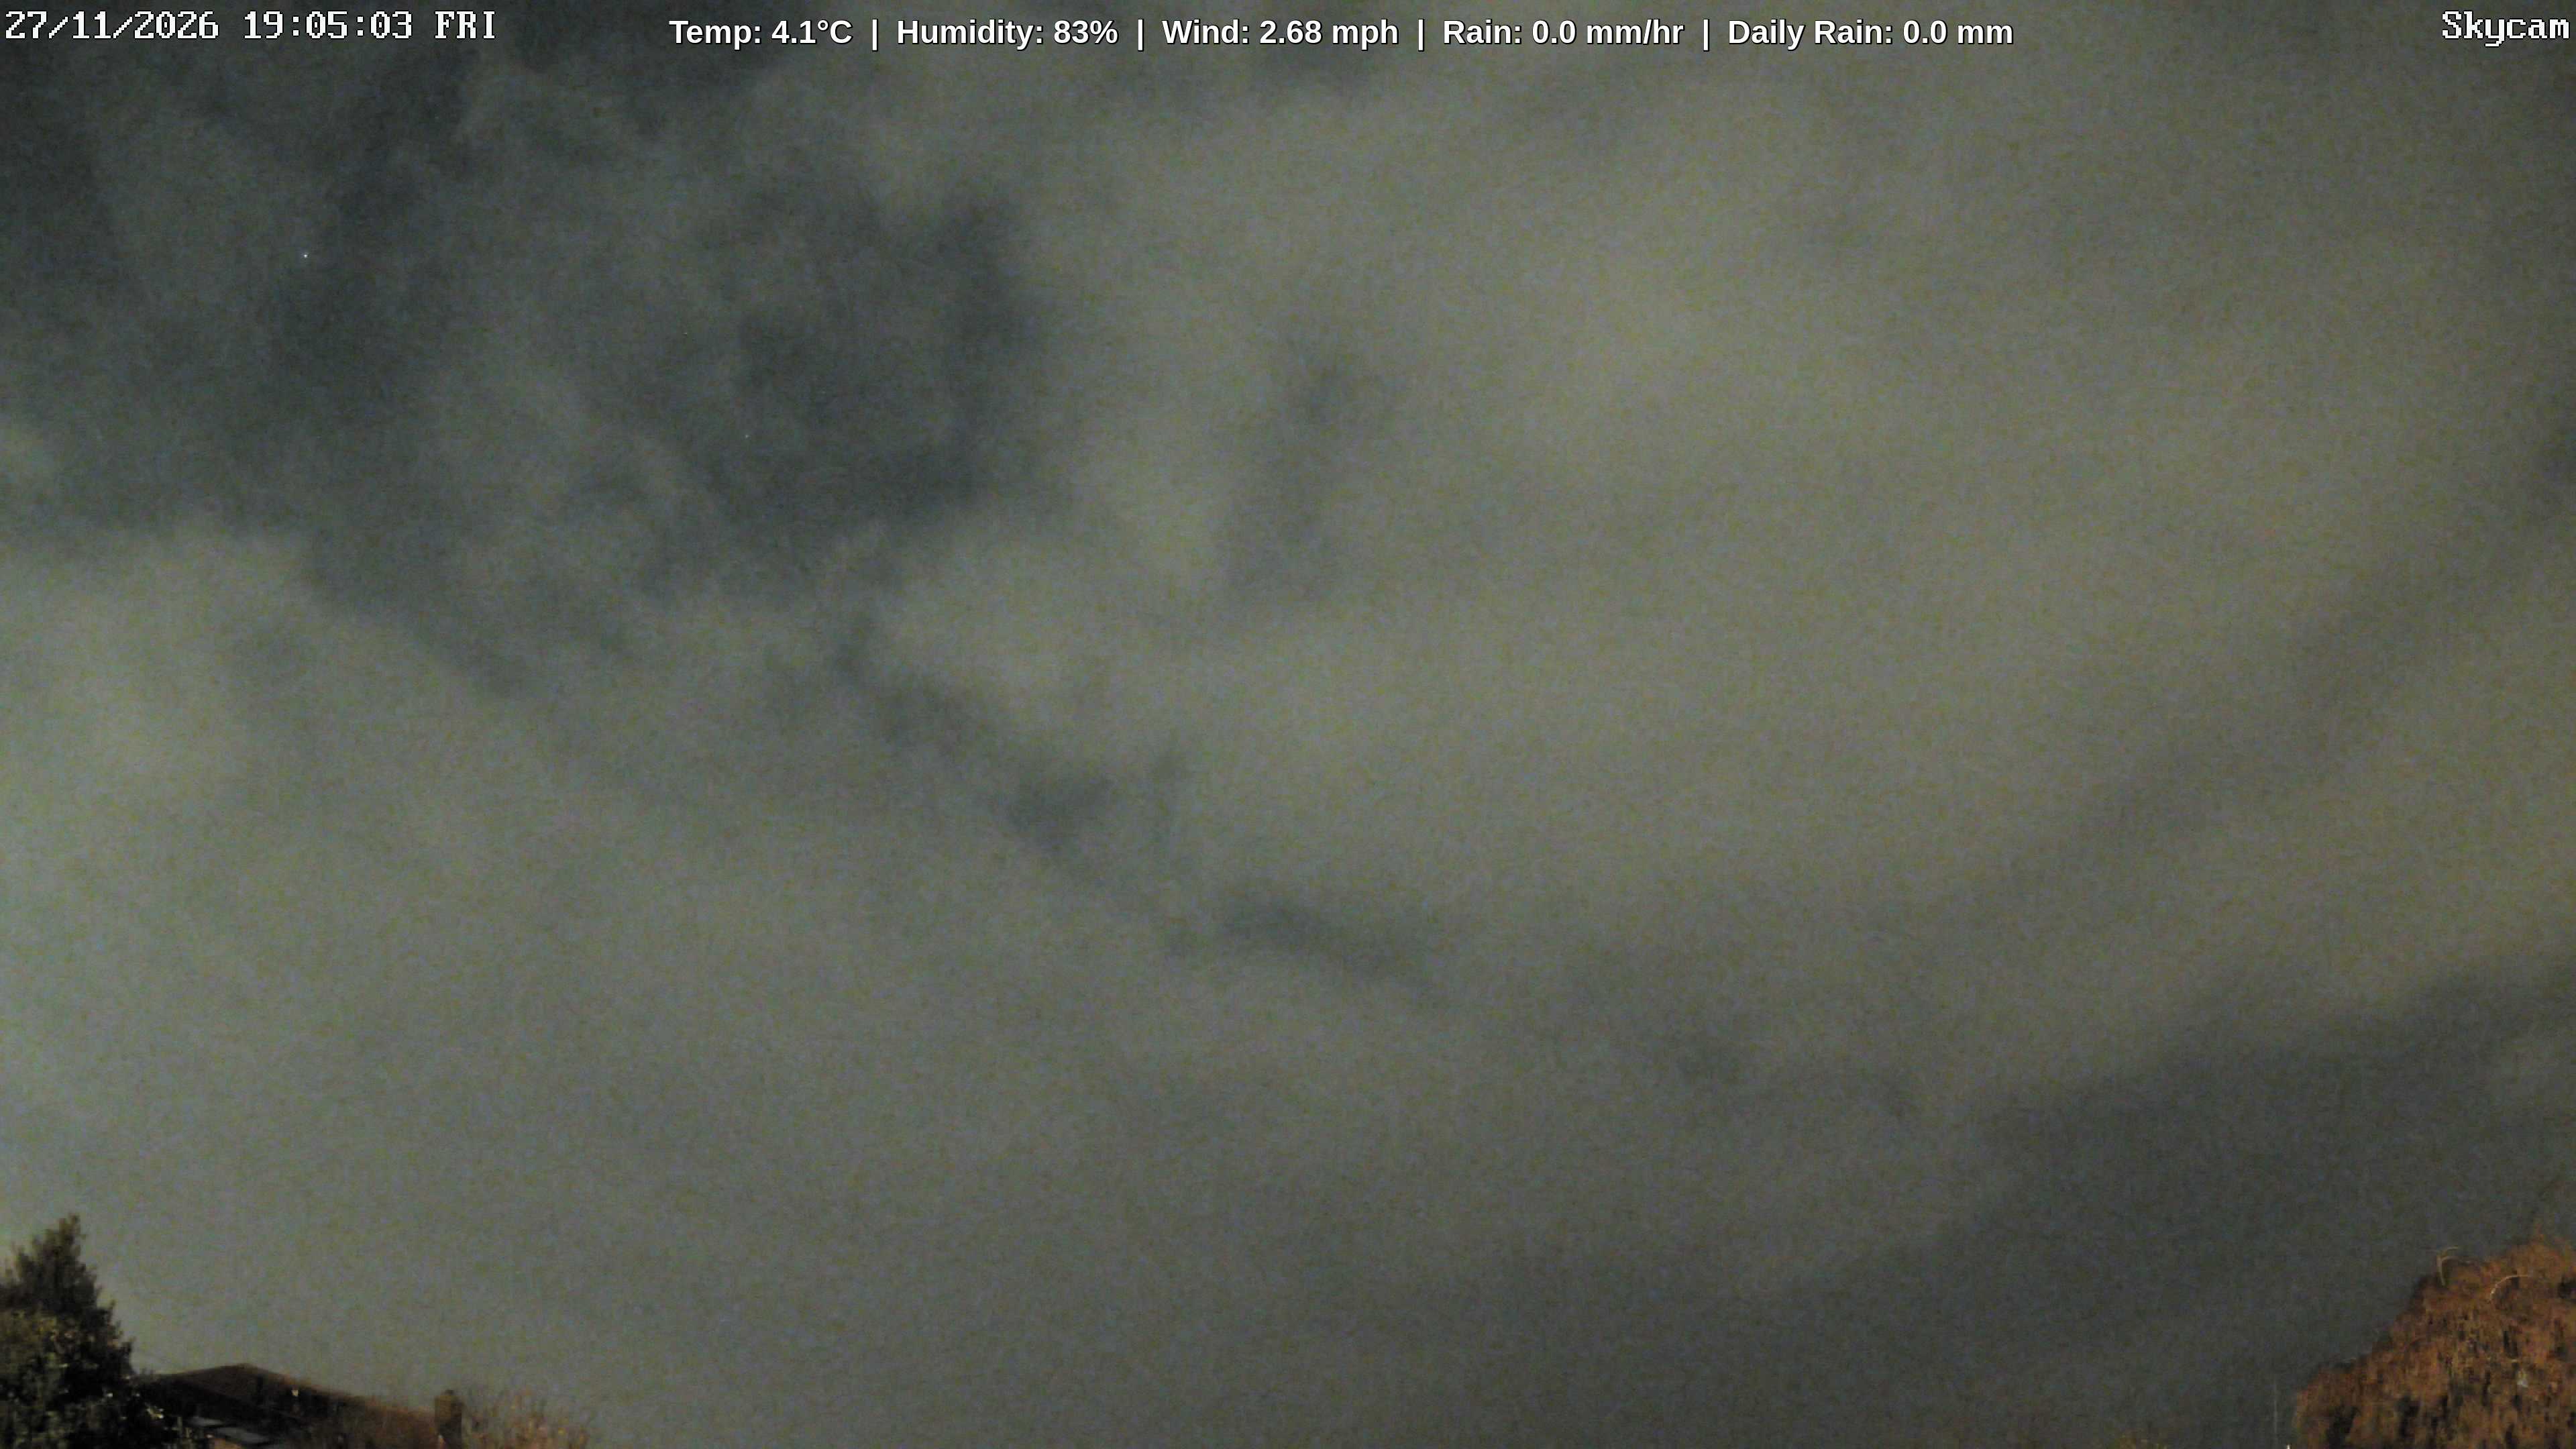 27/11/2026 19:05:03 FRI
Temp: 4.1°C | Humidity: 83% | Wind: 2.68 mph | Rain: 0.0 mm/hr | Daily Rain: 0.0 mm
Skycam